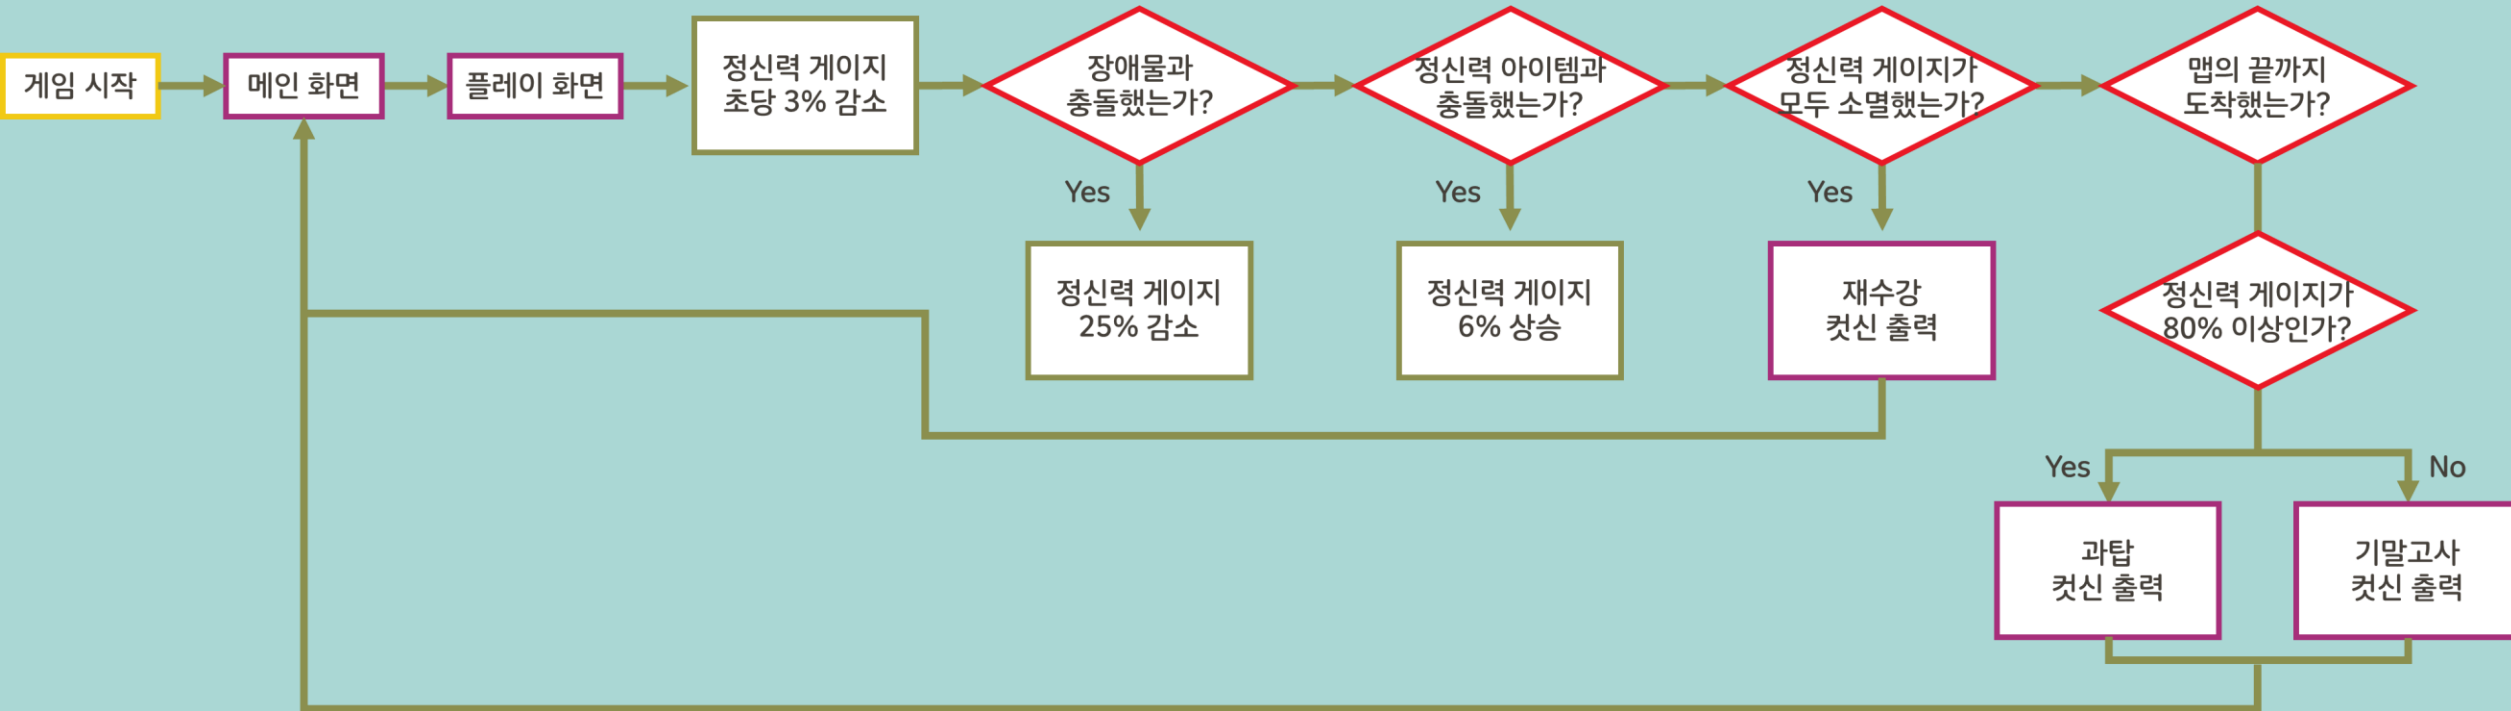 게임 시작
메인 화면
플레이 화면
정신력 게이지
초당 3% 감소
장애물과
충돌했는가?
정신력 아이템과
충돌했는가?
정신력 게이지가
모두 소멸했는가?
맵의 끝까지
도착했는가?
Yes
Yes
Yes
정신력 게이지
25% 감소
정신력 게이지
6% 상승
재수강
컷신 출력
정신력 게이지가
80% 이상인가?
Yes
No
과탑
컷신 출력
기말고사
컷신 출력